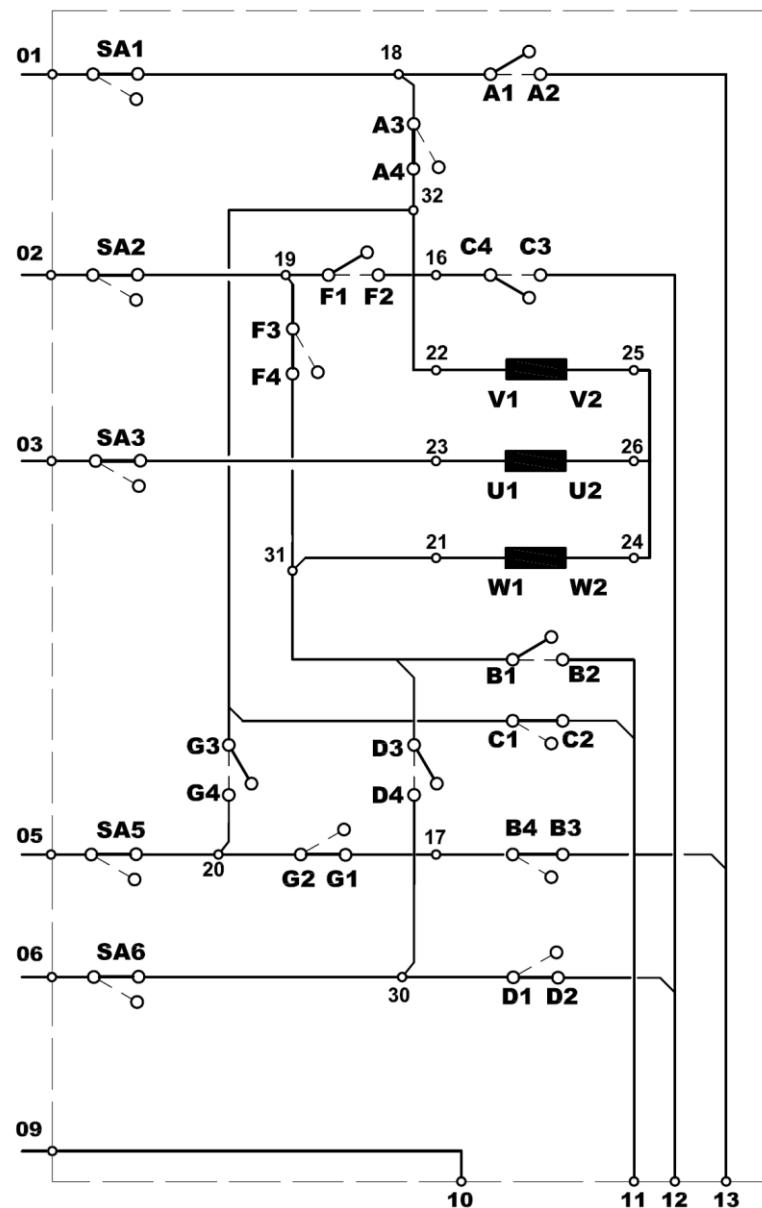 01 SA1 18
A1 A2
A3
A4
32
02 SA2 19 16 C4 C3
F1 F2
F3
F4
22 25
V1 V2
03 SA3 23 26
U1 U2
31 21 24
W1 W2
B1 B2
C1 C2
G3 D3
G4 D4
05 SA5 17 B4 B3
20 G2 G1
06 SA6
30 D1 D2
09
10 11 12 13